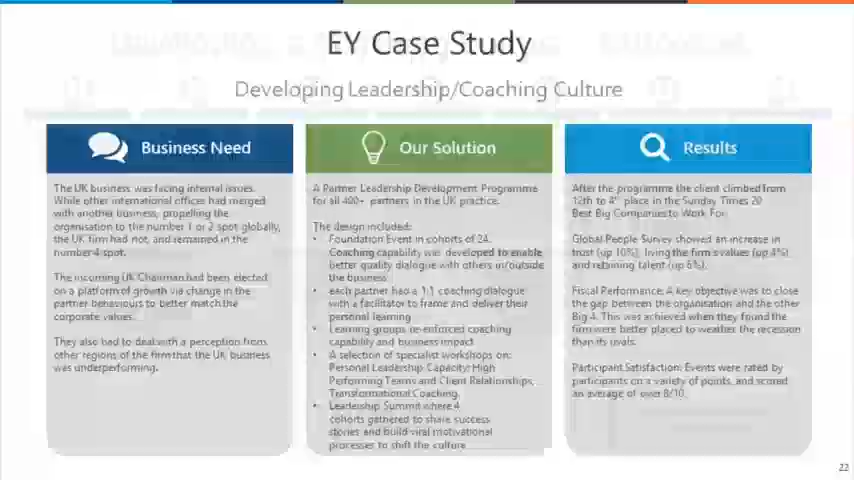 EY Case Study
Developing Leadership/Coaching Culture
Business Need
The UK business was facing internal issues.
While other international offices had merged
with another business, propelling the
organisation to the number 1 or 2 spot globally,
the UK firm had not, and remained in the
number 4 spot.
The incoming UK Chairman had been elected
on a platform of growth via change in the
partner behaviours to better match the
corporate values.
They also had to deal with a perception from
other regions of the firm that the UK business
was underperforming.
Our Solution
A Partner Leadership Development Programme
for all 400+ partners in the UK practice.
The design included:
• Foundation Event in cohorts of 24.
Coaching capability was developed to enable
better quality dialogue with others in/outside
the business
• each partner had a 1:1 coaching dialogue
with a facilitator to frame and deliver their
personal learning
• Learning groups re-enforced coaching
capability and business impact
• A selection of specialist workshops on:
Personal Leadership Capacity; High
Performing Teams and Client Relationships,
Transformational Coaching.
• Leadership Summit where 4
cohorts gathered to share success
stories and build viral motivational
processes to shift the culture
Results
After the programme the client climbed from
12th to 4th place in the Sunday Times 20
Best Big Companies to Work For.
Global People Survey showed an increase in
trust (up 10%), living the firm's values (up 4%)
and retaining talent (up 6%).
Fiscal Performance: A key objective was to close
the gap between the organisation and the other
Big 4. This was achieved when they found the
firm were better placed to weather the recession
than its rivals.
Participant Satisfaction: Events were rated by
participants on a variety of points, and scored
an average of over 8/10.
22